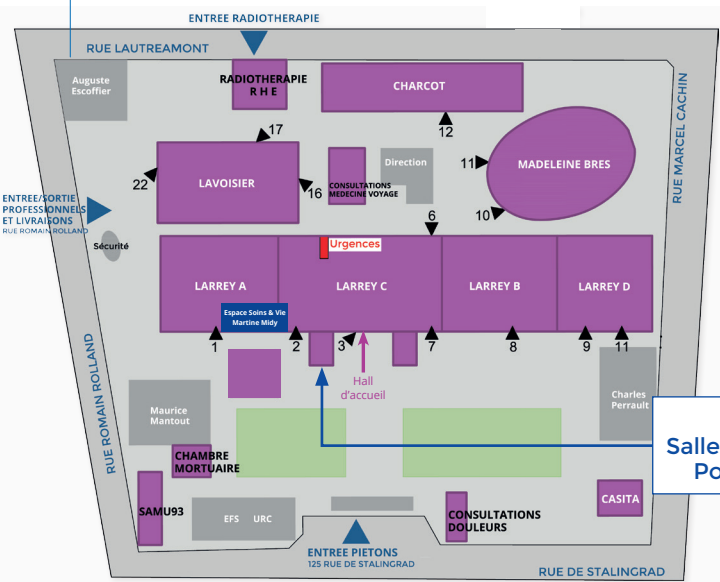 ENTREE RADIOTHERAPIE
RUE LAUTREAMONT
Auguste
Escoffier
RADIOTHERAPIE
R H E
CHARCOT
12
RUE MARCEL CACHIN
17
22
LAVOISIER
16
CONSULTATIONS
MEDECINE VOYAGE
Direction
11
MADELEINE BRES
10
ENTREE/SORTIE
PROFESSIONNELS
ET LIVRAISONS
RUE ROMAIN ROLLAND
Sécurité
6
Urgences
LARREY A
LARREY C
LARREY B
LARREY D
Espace Soins & Vie
Martine Midy
1
2
3
7
8
9
11
Hall
d'accueil
RUE ROMAIN ROLLAND
Maurice
Mantout
Charles
Perrault
Salle
Po
CHAMBRE
MORTUAIRE
SAMU93
EFS URC
CONSULTATIONS
DOULEURS
CASITA
ENTREE PIETONS
125 RUE DE STALINGRAD
RUE DE STALINGRAD